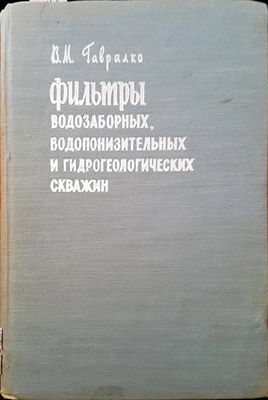 В.М. Гаврилко
фильтры
водозаборных,
водопонизительных
и гидрогеологических
скважин